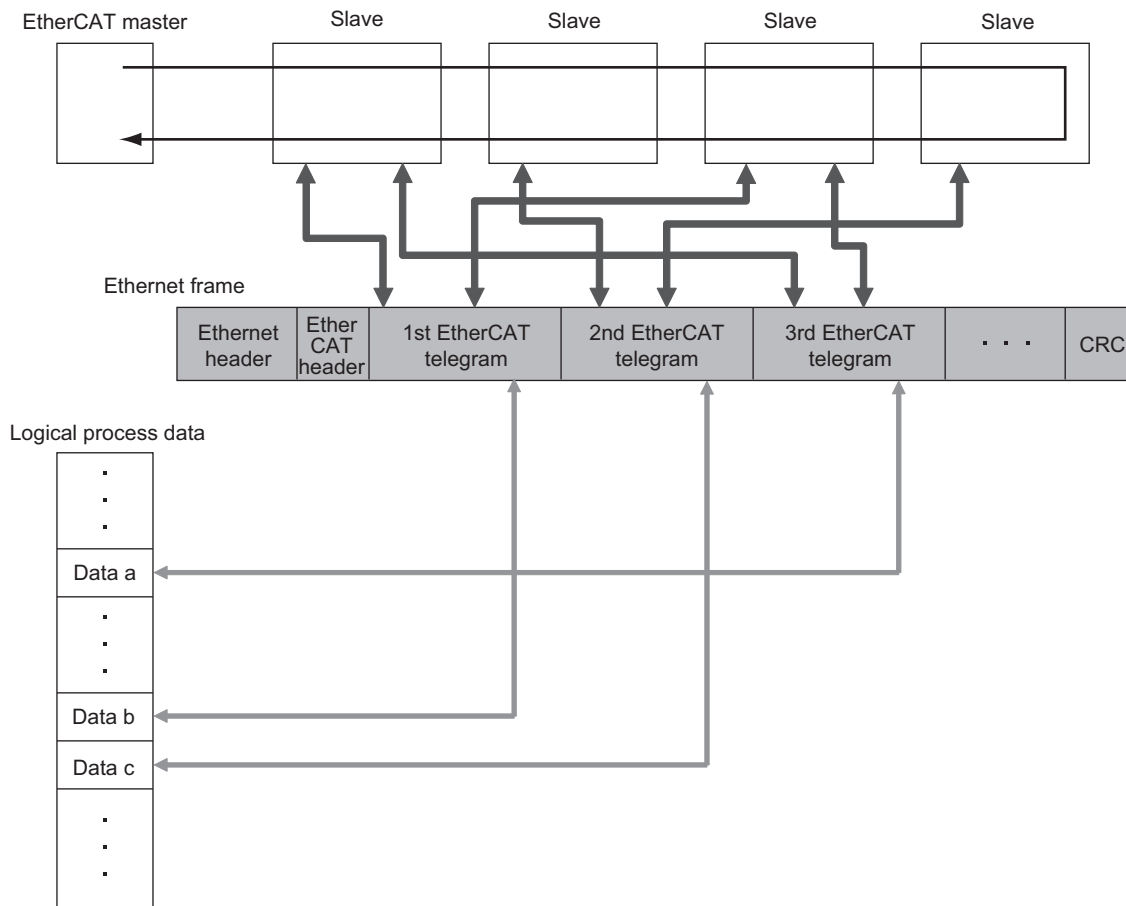 EtherCAT master
Slave
Slave
Slave
Slave
Ethernet frame
Ethernet
header
Ether
CAT
header
1st EtherCAT
telegram
2nd EtherCAT
telegram
3rd EtherCAT
telegram
· · ·
CRC
Logical process data
Data a
Data b
Data c